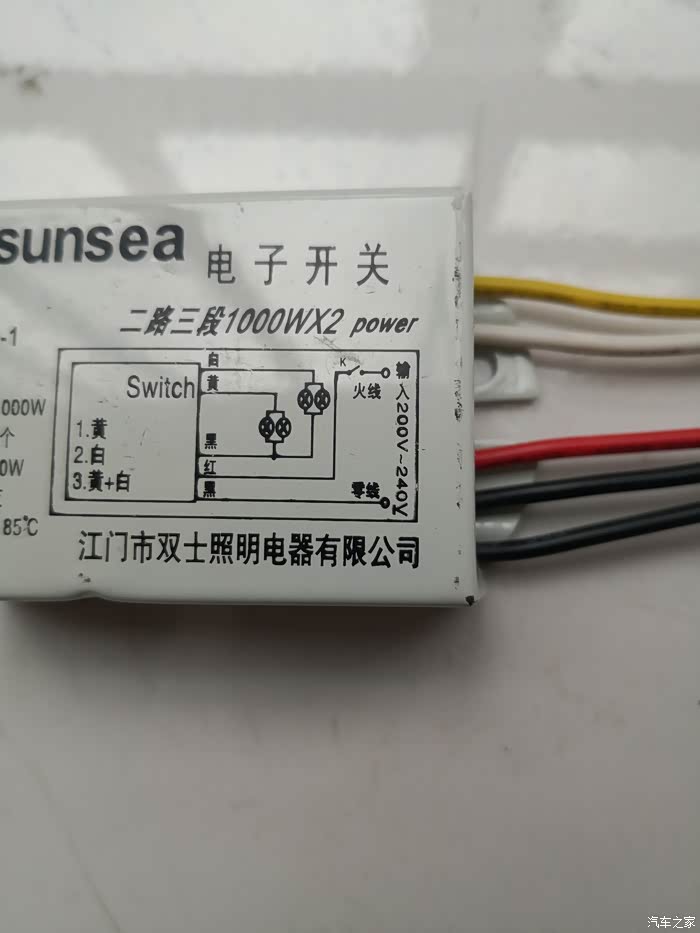 sunsea 电子开关
二路三段1000WX2 power
-1
000W
个
0W
85℃
Switch
1.黄
2.白
3.黄+白
白
黄
黑
红
黑
K
火线
零线
输入200V~240V
江门市双士照明电器有限公司
汽车之家